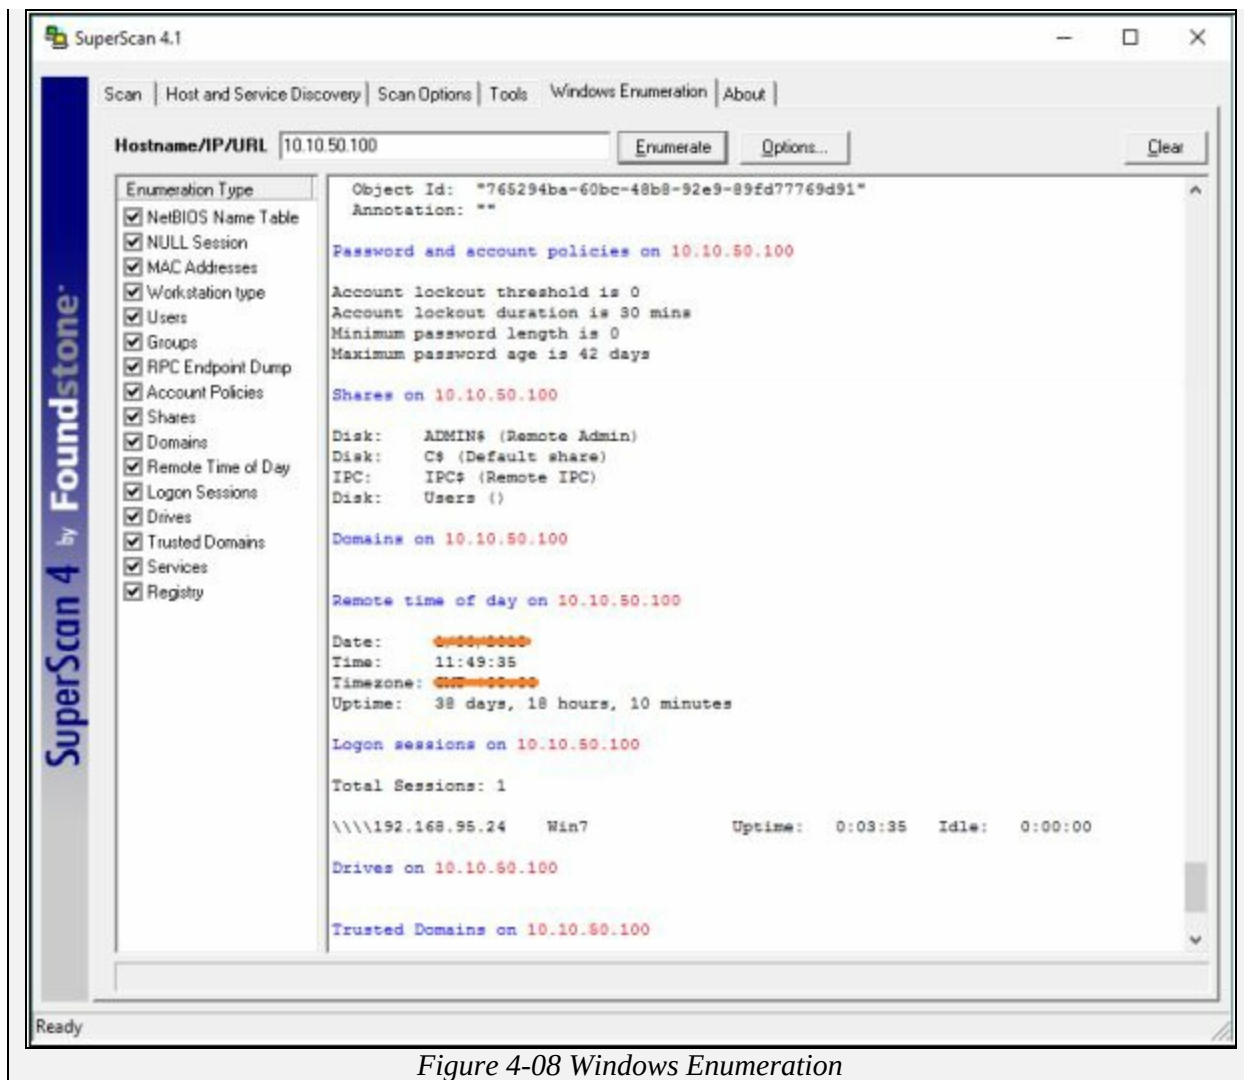 SuperScan 4.1
Scan Host and Service Discovery Scan Options Tools Windows Enumeration About
Hostname/IP/URL 10.10.50.100 Enumerate Options... Clear
Enumeration Type
NetBIOS Name Table
NULL Session
MAC Addresses
Workstation type
Users
Groups
RPC Endpoint Dump
Account Policies
Shares
Domains
Remote Time of Day
Logon Sessions
Drives
Trusted Domains
Services
Registry
Object Id: "765294ba-60bc-48b8-92e9-89fd77769d91"
Annotation: ""
Password and account policies on 10.10.50.100
Account lockout threshold is 0
Account lockout duration is 30 mins
Minimum password length is 0
Maximum password age is 42 days
Shares on 10.10.50.100
Disk: ADMIN$ (Remote Admin)
Disk: C$ (Default share)
IPC: IPC$ (Remote IPC)
Disk: Users ()
Domains on 10.10.50.100
Remote time of day on 10.10.50.100
Date:
Time: 11:49:35
Timezone:
Uptime: 38 days, 18 hours, 10 minutes
Logon sessions on 10.10.50.100
Total Sessions: 1
\\\\192.168.95.24 Win7 Uptime: 0:03:35 Idle: 0:00:00
Drives on 10.10.50.100
Trusted Domains on 10.10.50.100
SuperScan 4 by Foundstone
Ready
Figure 4-08 Windows Enumeration